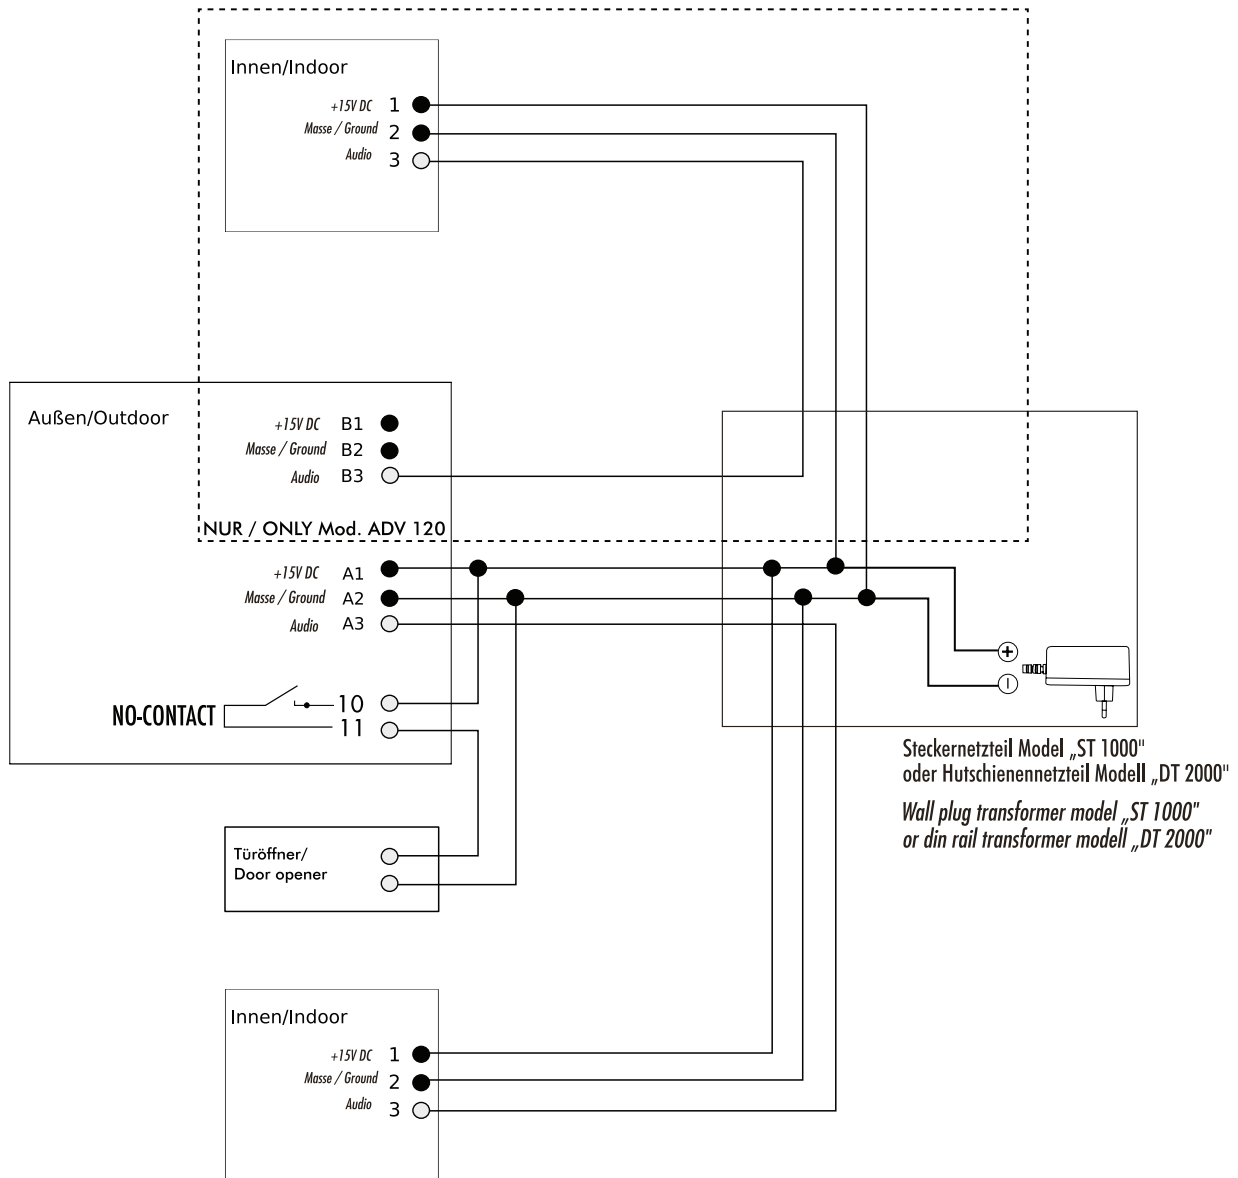 Innen/Indoor
+15V DC 1
Masse / Ground 2
Audio 3
Außen/Outdoor
+15V DC B1
Masse / Ground B2
Audio B3
NUR / ONLY Mod. ADV 120
+15V DC A1
Masse / Ground A2
Audio A3
NO-CONTACT
10
11
+
−
Steckernetzteil Model „ST 1000"
oder Hutschienennetzteil Modell „DT 2000"
Wall plug transformer model „ST 1000"
or din rail transformer modell „DT 2000"
Türöffner/
Door opener
Innen/Indoor
+15V DC 1
Masse / Ground 2
Audio 3